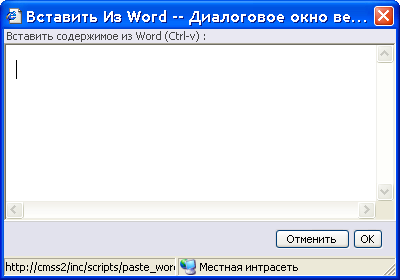 Вставить Из Word -- Диалоговое окно ве...
Вставить содержимое из Word (Ctrl-v) :
Отменить OK
http://cmss2/inc/scripts/paste_word Местная интрасеть